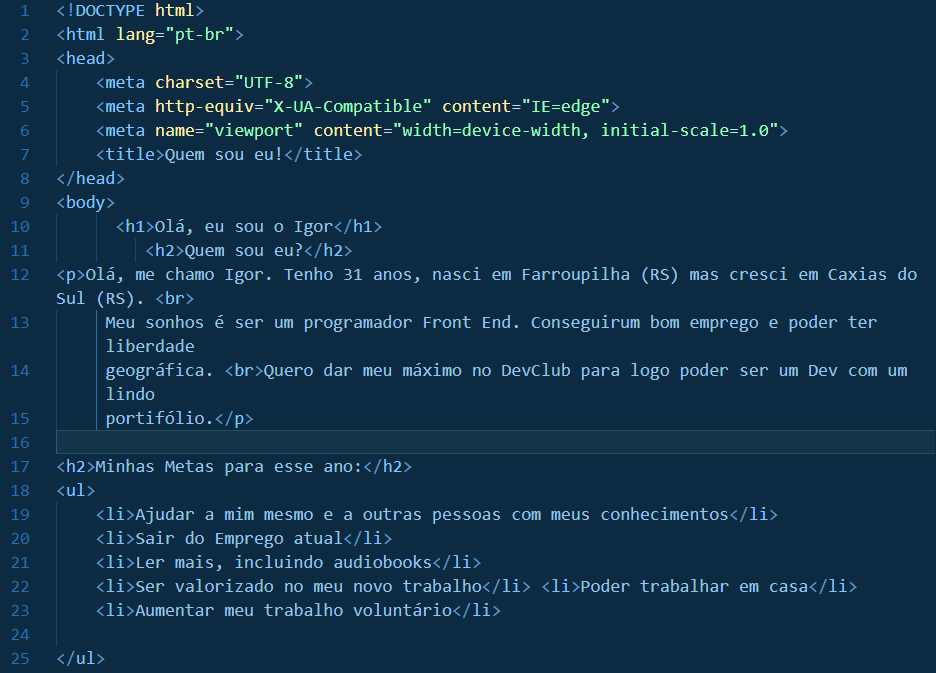 1 <!DOCTYPE html>
2 <html lang="pt-br">
3 <head>
4 <meta charset="UTF-8">
5 <meta http-equiv="X-UA-Compatible" content="IE=edge">
6 <meta name="viewport" content="width=device-width, initial-scale=1.0">
7 <title>Quem sou eu!</title>
8 </head>
9 <body>
10 <h1>Olá, eu sou o Igor</h1>
11 <h2>Quem sou eu?</h2>
12 <p>Olá, me chamo Igor. Tenho 31 anos, nasci em Farroupilha (RS) mas cresci em Caxias do
Sul (RS). <br>
13 Meu sonhos é ser um programador Front End. Conseguirum bom emprego e poder ter
liberdade
14 geográfica. <br>Quero dar meu máximo no DevClub para logo poder ser um Dev com um
lindo
15 portifólio.</p>
16
17 <h2>Minhas Metas para esse ano:</h2>
18 <ul>
19 <li>Ajudar a mim mesmo e a outras pessoas com meus conhecimentos</li>
20 <li>Sair do Emprego atual</li>
21 <li>Ler mais, incluindo audiobooks</li>
22 <li>Ser valorizado no meu novo trabalho</li> <li>Poder trabalhar em casa</li>
23 <li>Aumentar meu trabalho voluntário</li>
24
25 </ul>